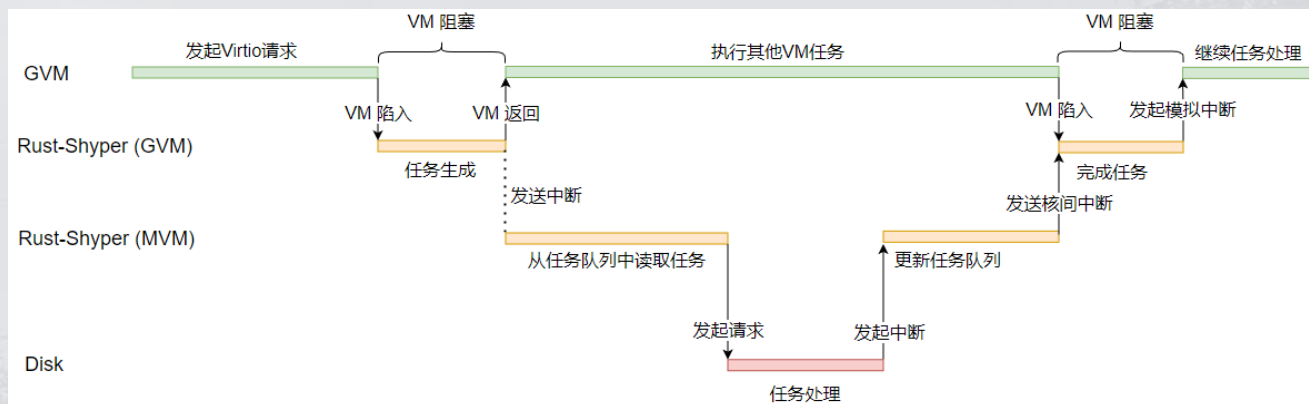 VM 阻塞
VM 阻塞
发起Virtio请求
执行其他VM任务
继续任务处理
GVM
VM 陷入
VM 返回
VM 陷入
发起模拟中断
Rust-Shyper (GVM)
任务生成
完成任务
发送中断
发送核间中断
Rust-Shyper (MVM)
从任务队列中读取任务
更新任务队列
发起请求
发起中断
Disk
任务处理